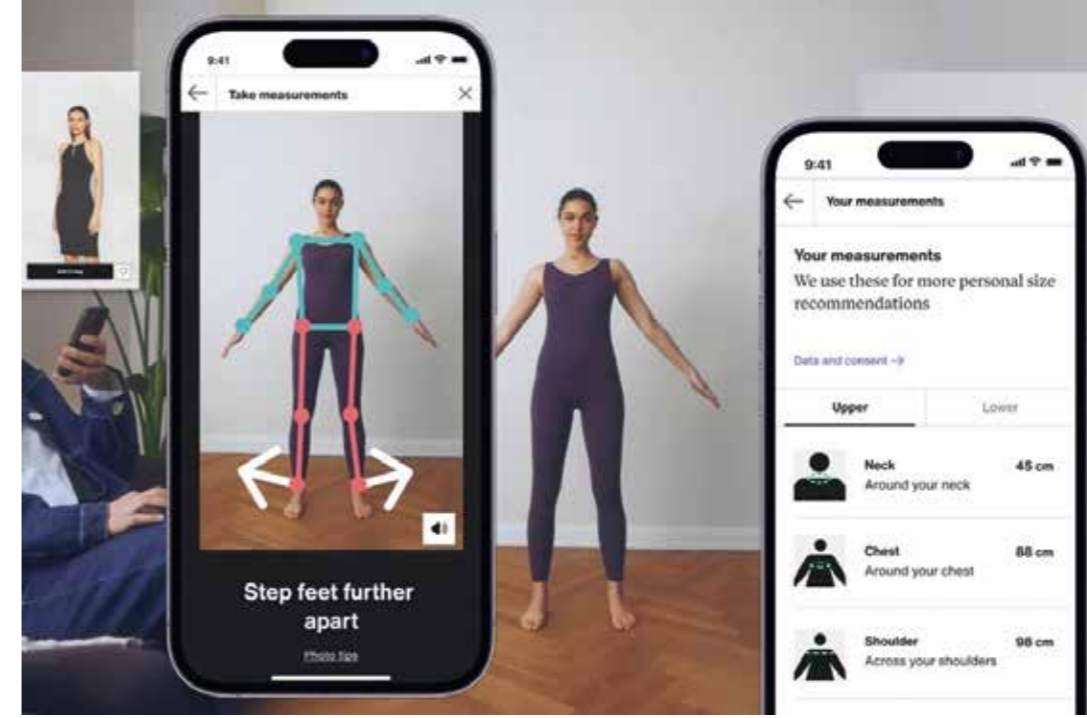 9:41
Take measurements
Step feet further
apart
Photo tips
9:41
Your measurements
Your measurements
We use these for more personal size
recommendations
Data and consent →
Upper
Lower
Neck
45 cm
Around your neck
Chest
88 cm
Around your chest
Shoulder
98 cm
Across your shoulders